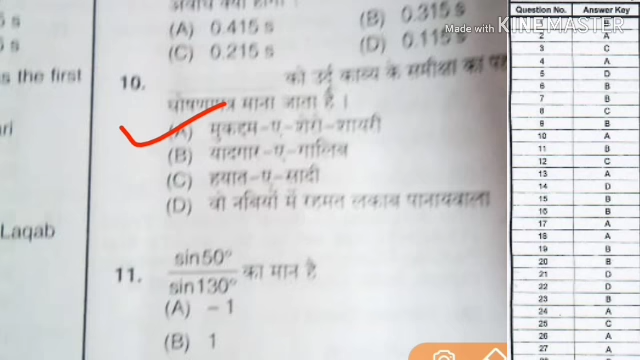 अवधि क्या होगी ?
(A) 0.415 s
(B) 0.315 s
(C) 0.215 s
(D) 0.115 s
s the first
10. को उर्दू काव्य के समीक्षा का
घोषणापत्र माना जाता है ।
(A) मुकद्दम-ए-शेरो-शायरी
(B) यादगार-ए-गालिब
(C) हयात-ए-सादी
(D) वो नबियों में रहमत लकाब पानायवाला
Laqab
11. sin50°
sin130° का मान है
(A) – 1
(B) 1
Question No. Answer Key
Made with KINEMASTER
2 A
3 C
4 A
5 D
6 B
7 B
8 C
9 B
10 A
11 B
12 C
13 A
14 D
15 B
16 B
17 A
18 A
19 B
20 B
21 D
22 D
23 B
24 A
25 C
26 A
27 A